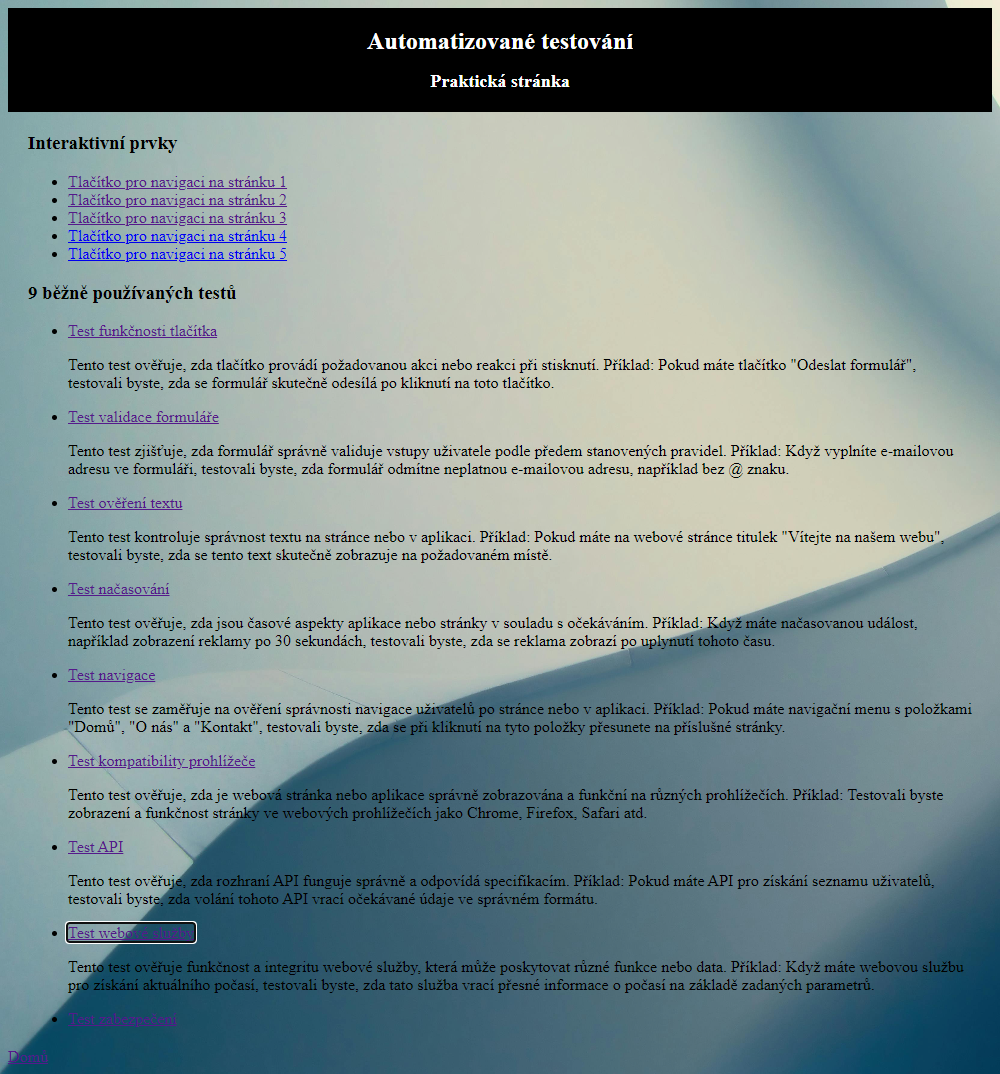 Automatizované testování
Praktická stránka
Interaktivní prvky
Tlačítko pro navigaci na stránku 1
Tlačítko pro navigaci na stránku 2
Tlačítko pro navigaci na stránku 3
Tlačítko pro navigaci na stránku 4
Tlačítko pro navigaci na stránku 5
9 běžně používaných testů
Test funkčnosti tlačítka
Tento test ověřuje, zda tlačítko provádí požadovanou akci nebo reakci při stisknutí. Příklad: Pokud máte tlačítko "Odeslat formulář",
testovali byste, zda se formulář skutečně odesílá po kliknutí na toto tlačítko.
Test validace formuláře
Tento test zjišťuje, zda formulář správně validuje vstupy uživatele podle předem stanovených pravidel. Příklad: Když vyplníte e-mailovou
adresu ve formuláři, testovali byste, zda formulář odmítne neplatnou e-mailovou adresu, například bez @ znaku.
Test ověření textu
Tento test kontroluje správnost textu na stránce nebo v aplikaci. Příklad: Pokud máte na webové stránce titulek "Vítejte na našem webu",
testovali byste, zda se tento text skutečně zobrazuje na požadovaném místě.
Test načasování
Tento test ověřuje, zda jsou časové aspekty aplikace nebo stránky v souladu s očekáváním. Příklad: Když máte načasovanou událost,
například zobrazení reklamy po 30 sekundách, testovali byste, zda se reklama zobrazí po uplynutí tohoto času.
Test navigace
Tento test se zaměřuje na ověření správnosti navigace uživatelů po stránce nebo v aplikaci. Příklad: Pokud máte navigační menu s položkami
"Domů", "O nás" a "Kontakt", testovali byste, zda se při kliknutí na tyto položky přesunete na příslušné stránky.
Test kompatibility prohlížeče
Tento test ověřuje, zda je webová stránka nebo aplikace správně zobrazována a funkční na různých prohlížečích. Příklad: Testovali byste
zobrazení a funkčnost stránky ve webových prohlížečích jako Chrome, Firefox, Safari atd.
Test API
Tento test ověřuje, zda rozhraní API funguje správně a odpovídá specifikacím. Příklad: Pokud máte API pro získání seznamu uživatelů,
testovali byste, zda volání tohoto API vrací očekávané údaje ve správném formátu.
Test webové služby
Tento test ověřuje funkčnost a integritu webové služby, která může poskytovat různé funkce nebo data. Příklad: Když máte webovou službu
pro získání aktuálního počasí, testovali byste, zda tato služba vrací přesné informace o počasí na základě zadaných parametrů.
Test
Domů